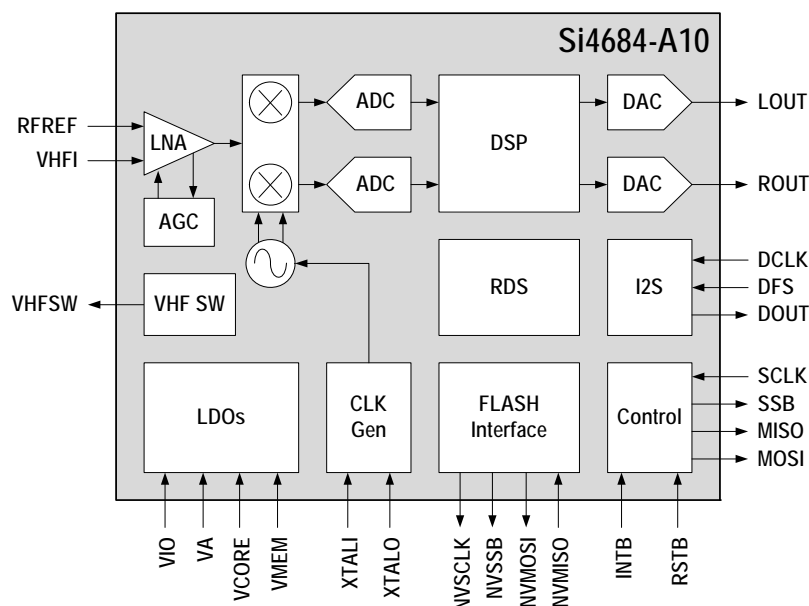 Si4684-A10
RFREF
VHFI
LNA
AGC
ADC
ADC
DSP
DAC
DAC
LOUT
ROUT
VHFSW
VHF SW
RDS
I2S
DCLK
DFS
DOUT
LDOs
CLK
Gen
FLASH
Interface
Control
SCLK
SSB
MISO
MOSI
VIO
VA
VCORE
VMEM
XTALI
XTALO
NVSCLK
NVSSB
NVMOSI
NVMISO
INTB
RSTB